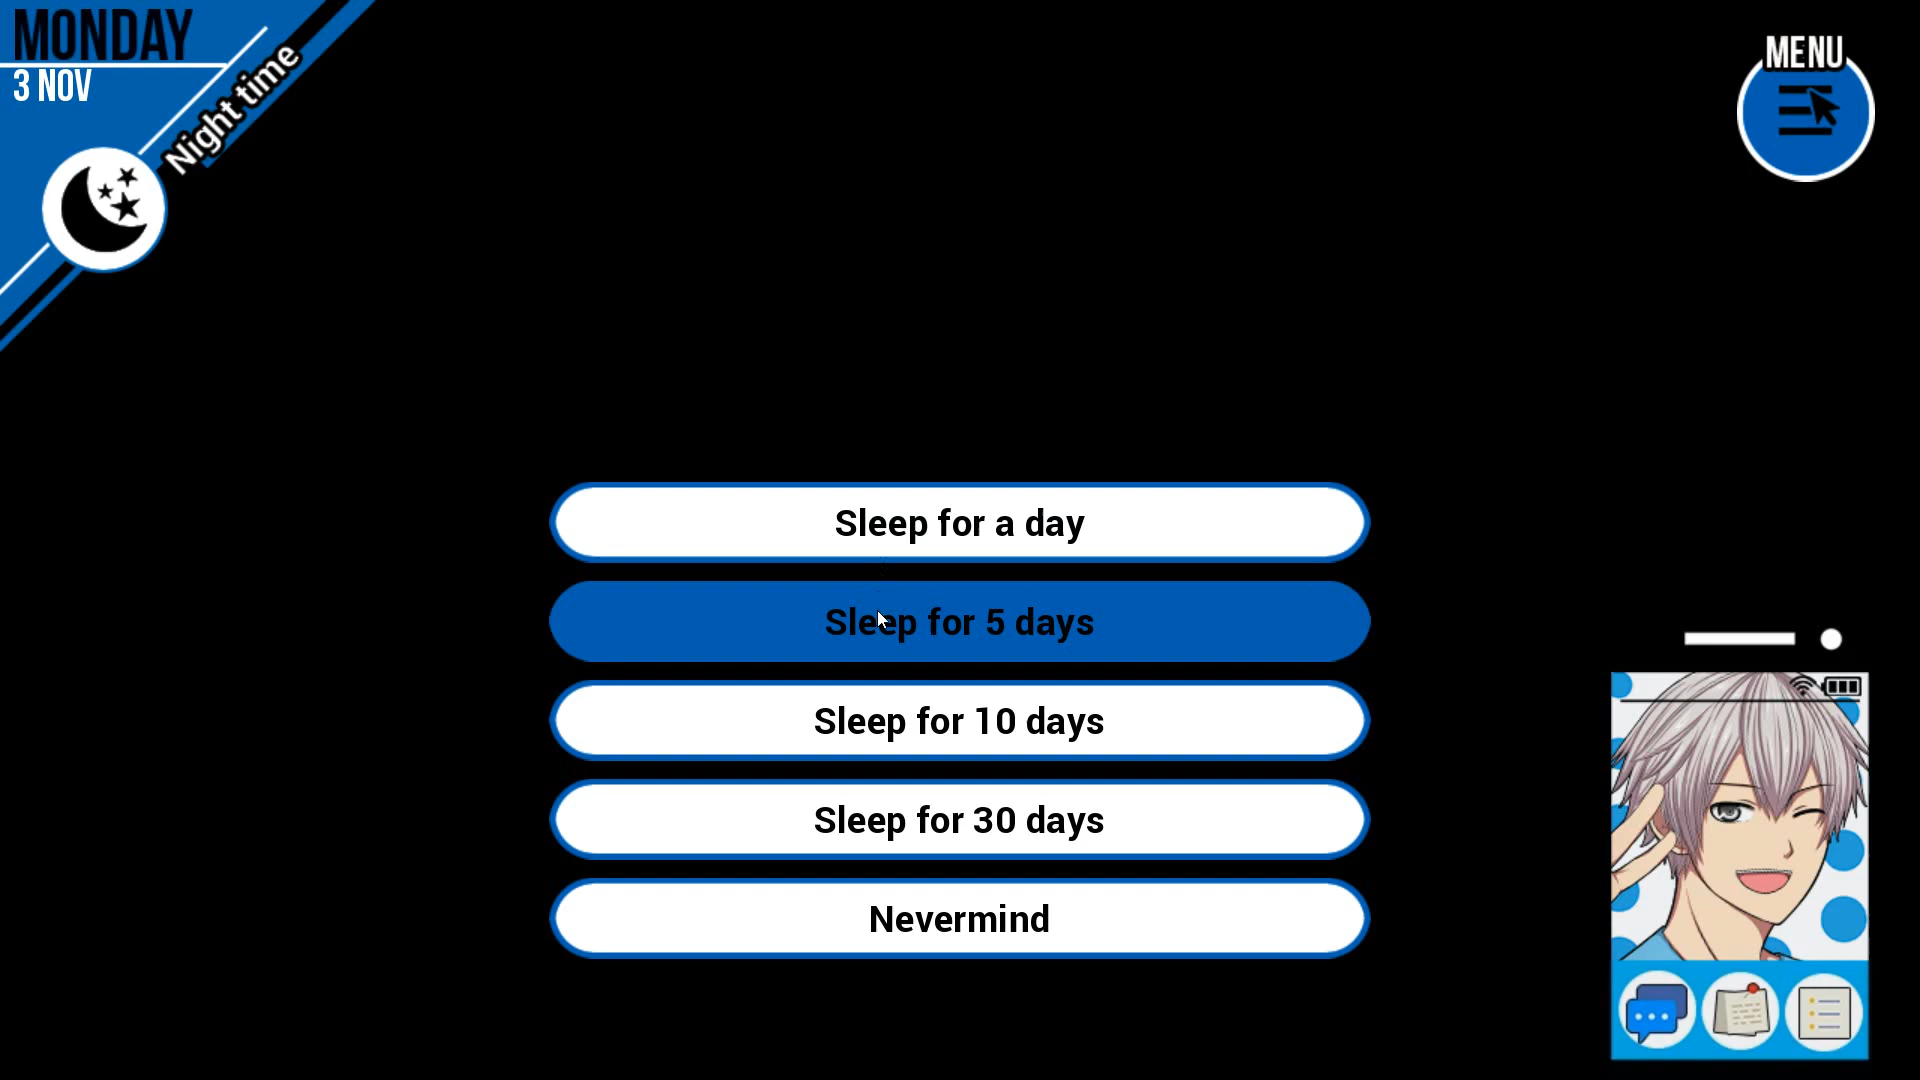 MONDAY
3 NOV
Night time
MENU
Sleep for a day
Sleep for 5 days
Sleep for 10 days
Sleep for 30 days
Nevermind